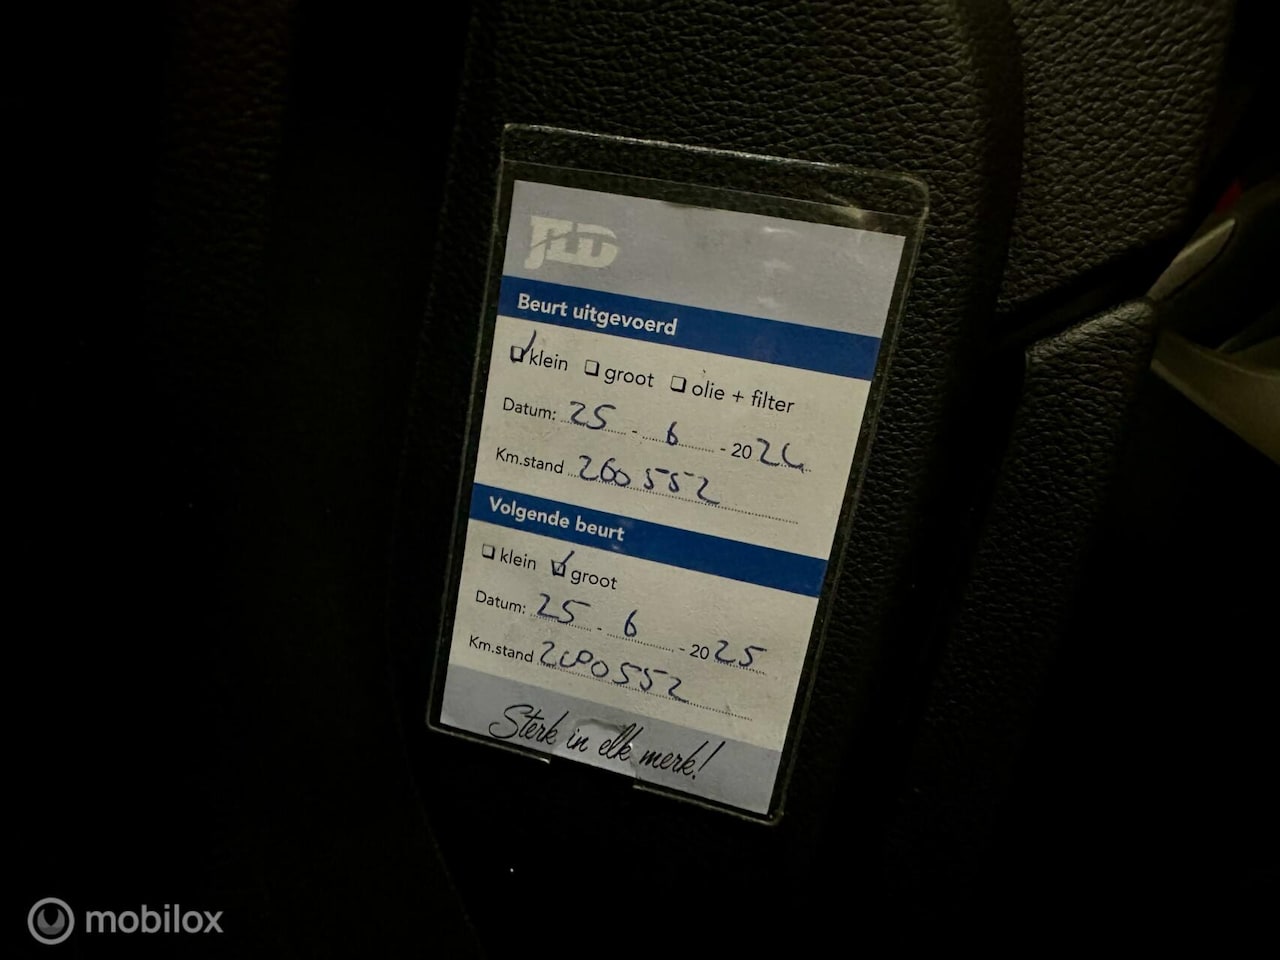 JLD
Beurt uitgevoerd
klein groot olie + filter
Datum: 25 - 6 - 2024
Km.stand 260552
Volgende beurt
klein groot
Datum: 25 - 6 - 2025
Km.stand
Sterk in elk merk!
mobilox